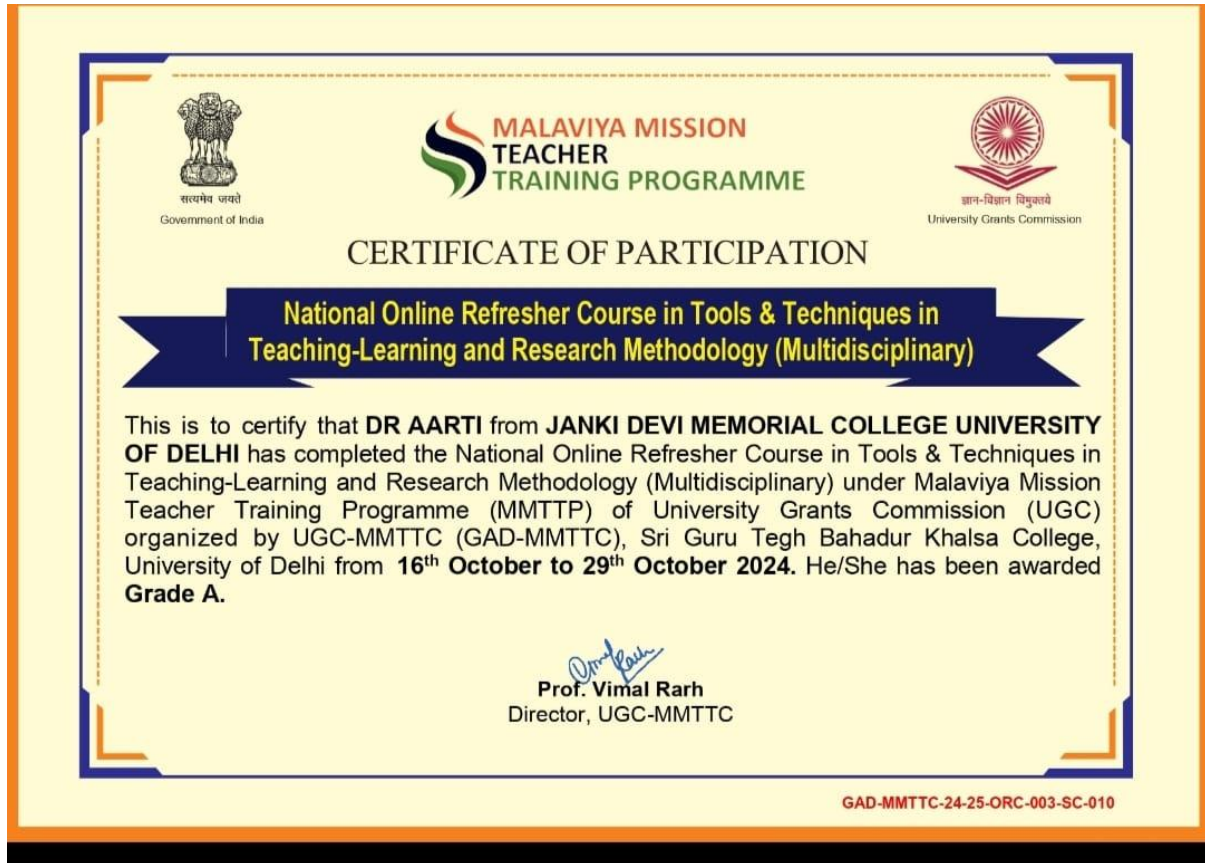 MALAVIYA MISSION
TEACHER
TRAINING PROGRAMME
सत्यमेव जयते
Government of India
ज्ञान-विज्ञान विमुक्तये
University Grants Commission
CERTIFICATE OF PARTICIPATION
National Online Refresher Course in Tools & Techniques in
Teaching-Learning and Research Methodology (Multidisciplinary)
This is to certify that DR AARTI from JANKI DEVI MEMORIAL COLLEGE UNIVERSITY
OF DELHI has completed the National Online Refresher Course in Tools & Techniques in
Teaching-Learning and Research Methodology (Multidisciplinary) under Malaviya Mission
Teacher Training Programme (MMTTP) of University Grants Commission (UGC)
organized by UGC-MMTTC (GAD-MMTTC), Sri Guru Tegh Bahadur Khalsa College,
University of Delhi from 16th October to 29th October 2024. He/She has been awarded
Grade A.
Prof. Vimal Rarh
Director, UGC-MMTTC
GAD-MMTTC-24-25-ORC-003-SC-010